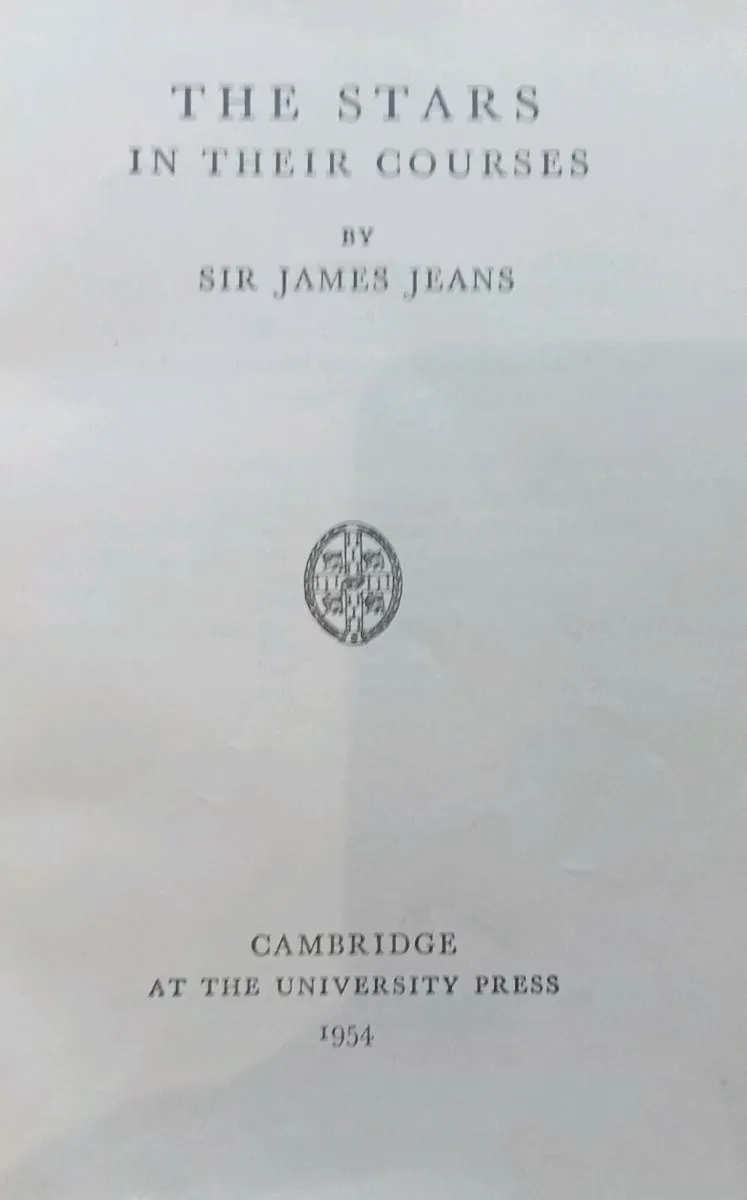 THE STARS
IN THEIR COURSES
BY
SIR JAMES JEANS
CAMBRIDGE
AT THE UNIVERSITY PRESS
1954